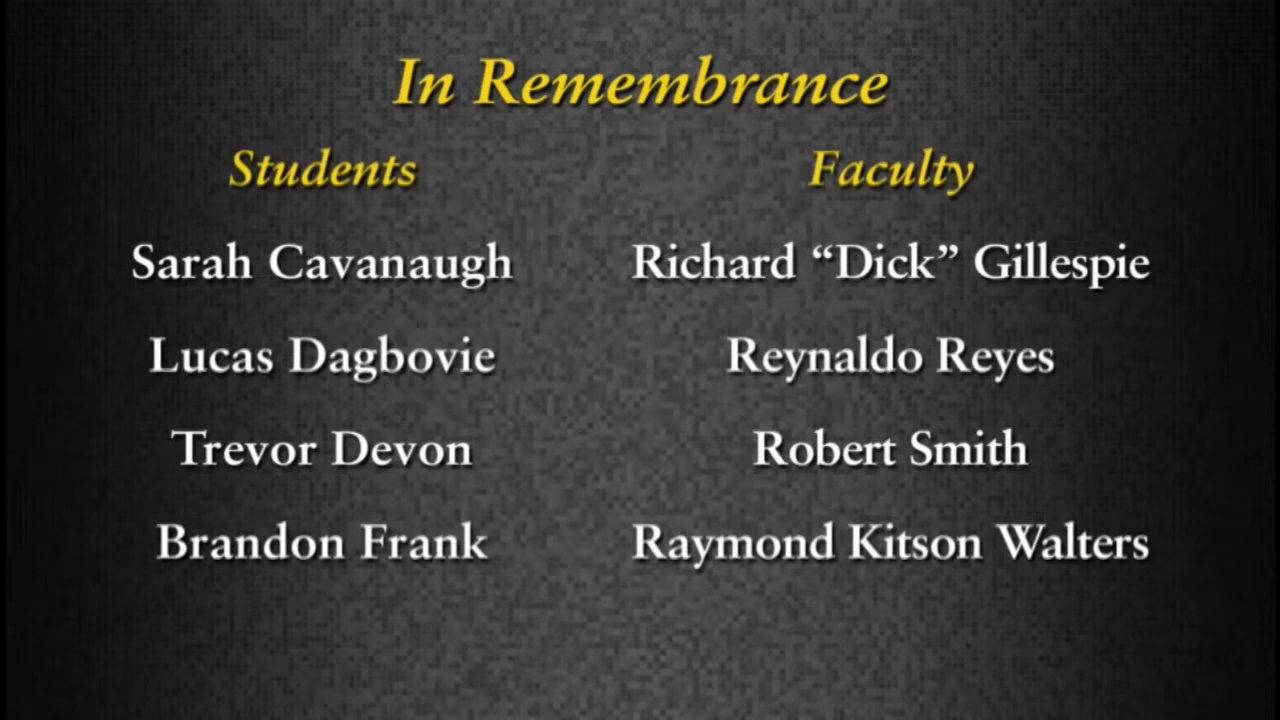 In Remembrance
Students
Sarah Cavanaugh
Lucas Dagbovie
Trevor Devon
Brandon Frank
Faculty
Richard “Dick” Gillespie
Reynaldo Reyes
Robert Smith
Raymond Kitson Walters